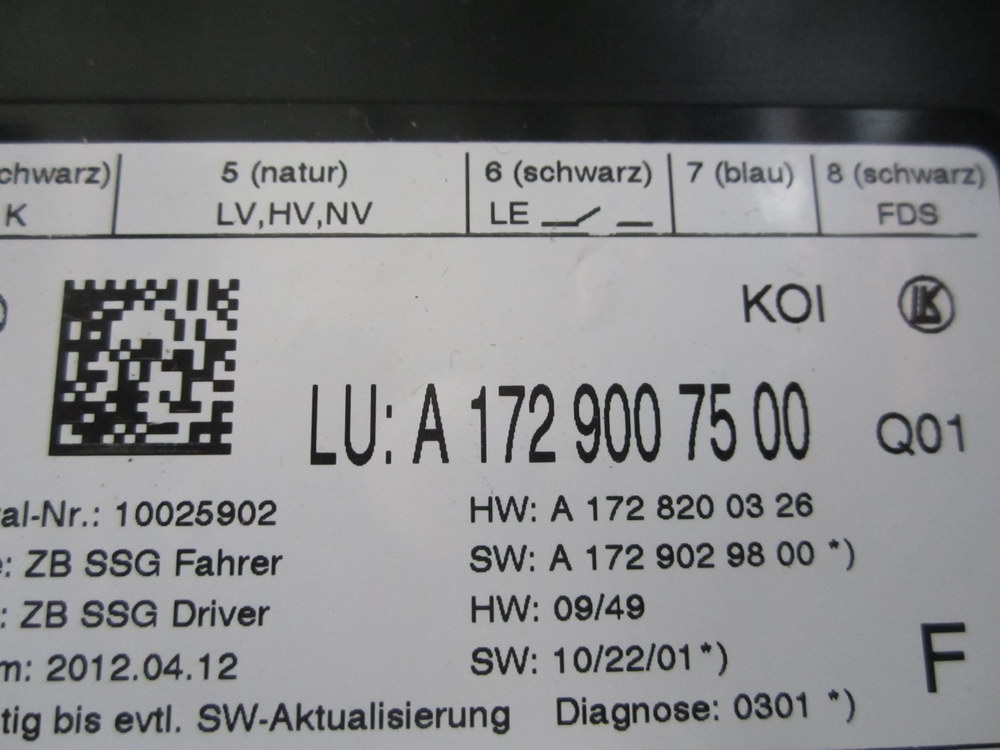 chwarz) 5 (natur) 6 (schwarz) 7 (blau) 8 (schwarz)
K LV,HV,NV LE FDS
KOI
LU: A 172 900 75 00 Q01
al-Nr.: 10025902 HW: A 172 820 03 26
e: ZB SSG Fahrer SW: A 172 902 98 00 *)
: ZB SSG Driver HW: 09/49
m: 2012.04.12 SW: 10/22/01*)
F
tig bis evtl. SW-Aktualisierung Diagnose: 0301 *)